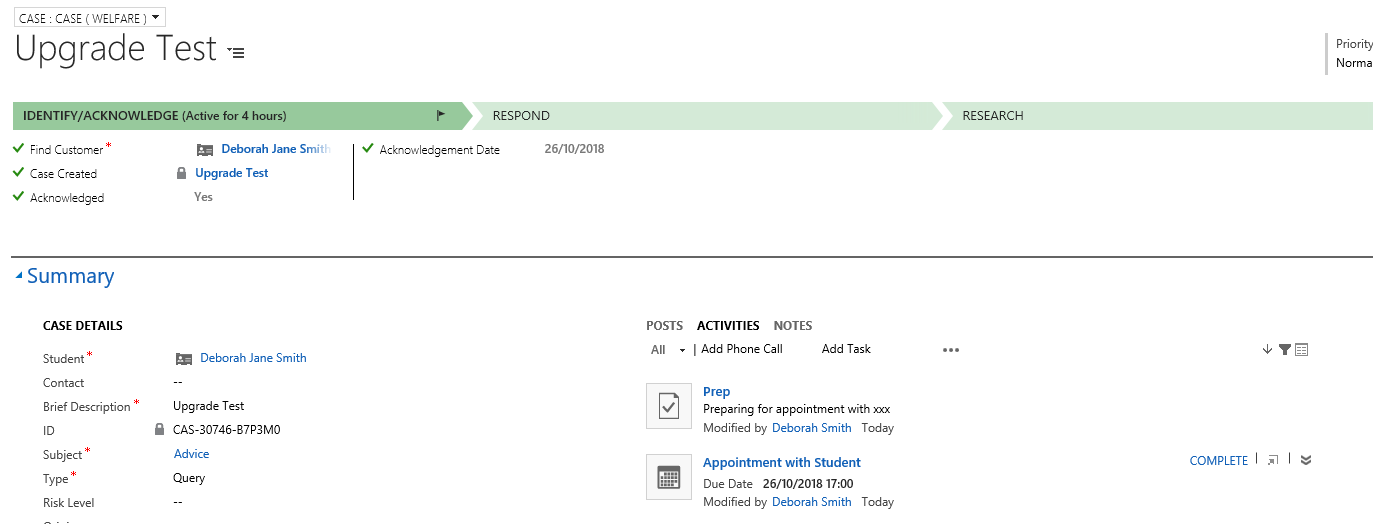 CASE : CASE ( WELFARE )
Upgrade Test
Priority
Norma
IDENTIFY/ACKNOWLEDGE (Active for 4 hours)
RESPOND
RESEARCH
Find Customer*
Deborah Jane Smith
Acknowledgement Date
26/10/2018
Case Created
Upgrade Test
Acknowledged
Yes
Summary
CASE DETAILS
Student*
Deborah Jane Smith
Contact
--
Brief Description*
Upgrade Test
ID
CAS-30746-B7P3M0
Subject*
Advice
Type*
Query
Risk Level
--
POSTS ACTIVITIES NOTES
All | Add Phone Call Add Task •••
Prep
Preparing for appointment with xxx
Modified by Deborah Smith Today
Appointment with Student
COMPLETE
Due Date 26/10/2018 17:00
Modified by Deborah Smith Today